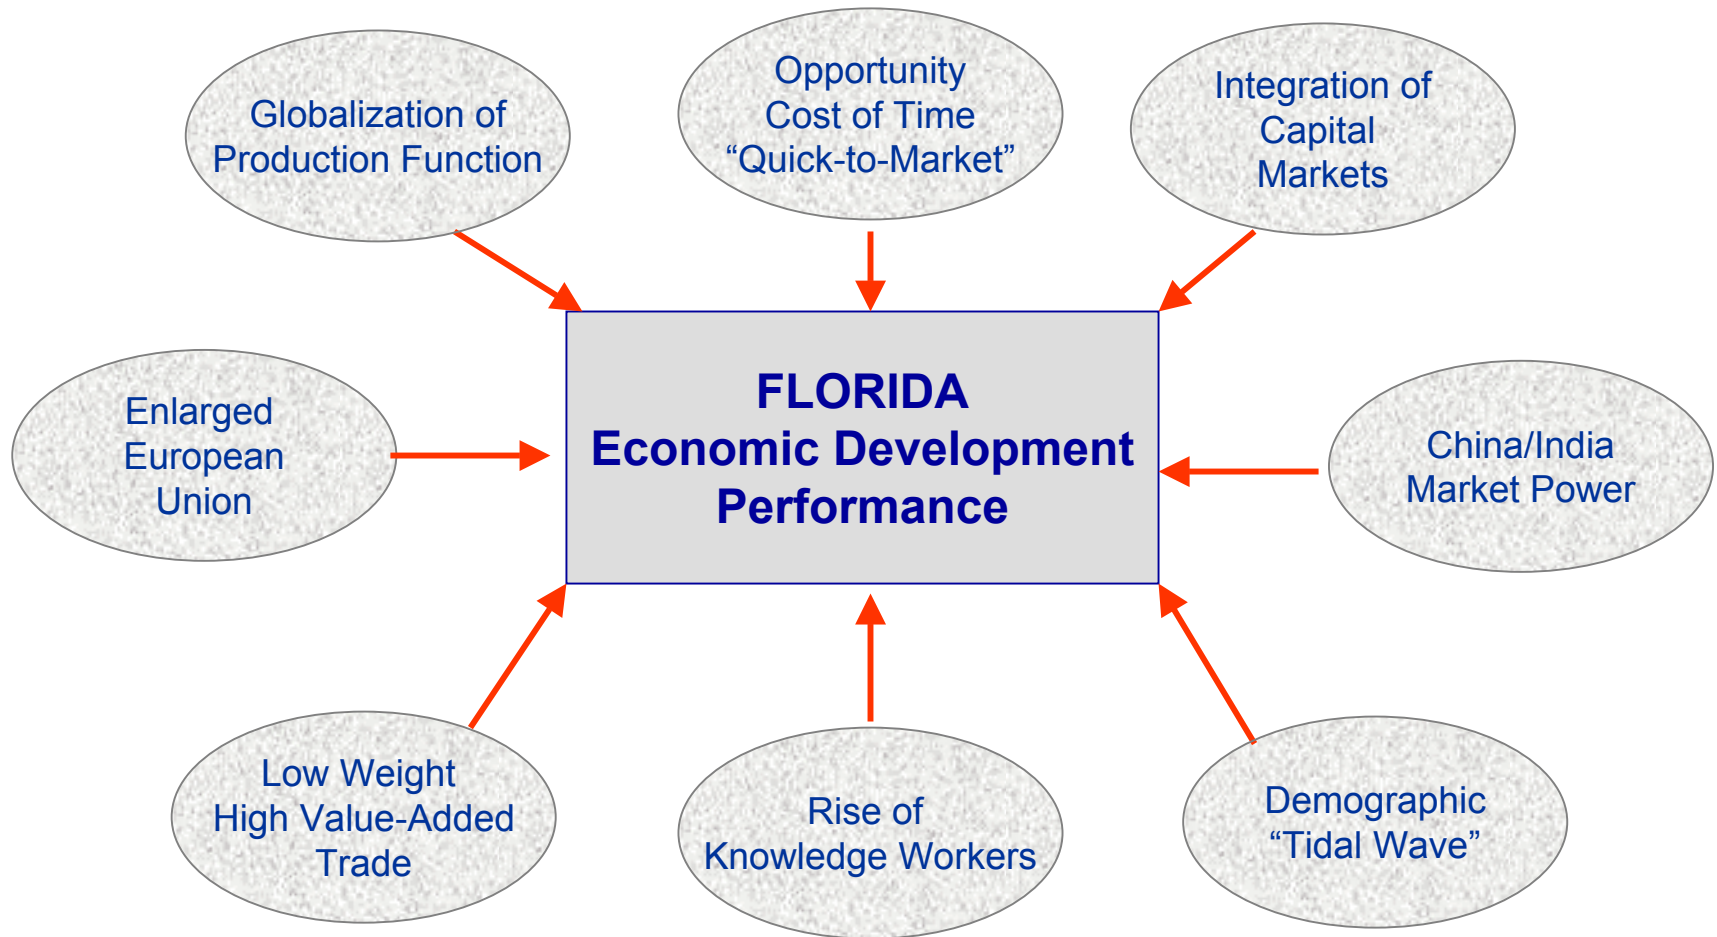 Globalization of
Production Function
Opportunity
Cost of Time
“Quick-to-Market”
Integration of
Capital
Markets
Enlarged
European
Union
FLORIDA
Economic Development
Performance
China/India
Market Power
Low Weight
High Value-Added
Trade
Rise of
Knowledge Workers
Demographic
“Tidal Wave”